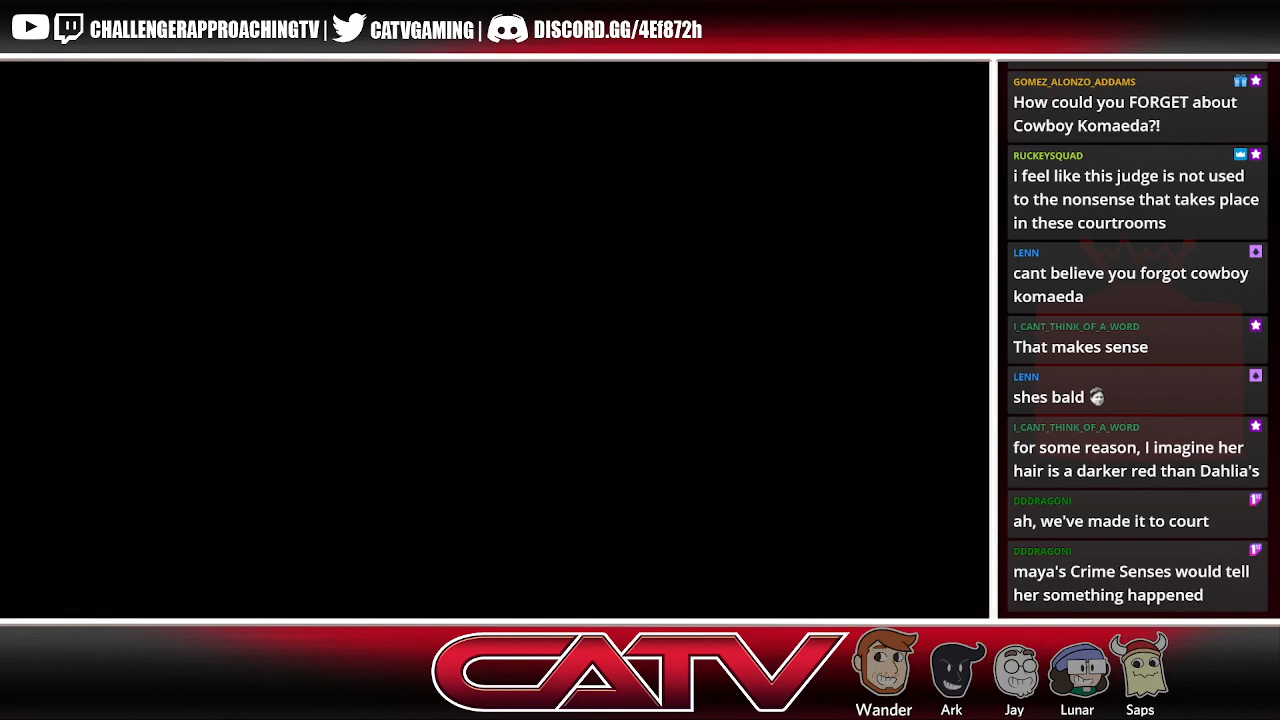 CHALLENGERAPPROACHINGTV | CATVGAMING | DISCORD.GG/4Ef872h
GOMEZ_ALONZO_ADDAMS
How could you FORGET about
Cowboy Komaeda?!
RUCKEYSQUAD
i feel like this judge is not used
to the nonsense that takes place
in these courtrooms
LENN
cant believe you forgot cowboy
komaeda
I_CANT_THINK_OF_A_WORD
That makes sense
LENN
shes bald
I_CANT_THINK_OF_A_WORD
for some reason, I imagine her
hair is a darker red than Dahlia's
DDDRAGONI
ah, we've made it to court
DDDRAGONI
maya's Crime Senses would tell
her something happened
CATV
Wander Ark Jay Lunar Saps